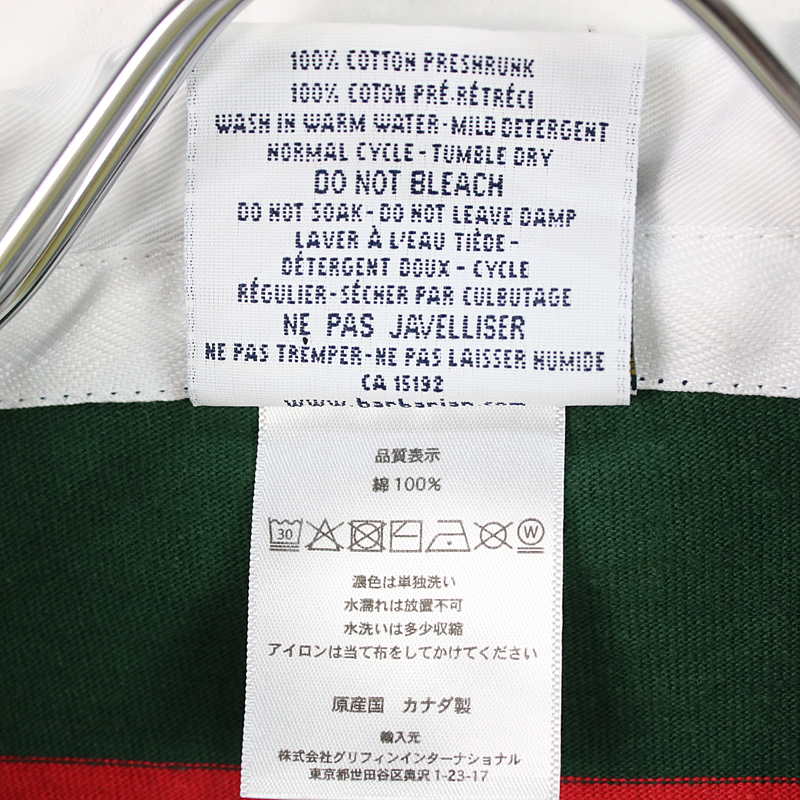 100% COTTON PRESHRUNK
100% COTON PRÉ-RÉTRÉCI
WASH IN WARM WATER-MILD DETERGENT
NORMAL CYCLE-TUMBLE DRY
DO NOT BLEACH
DO NOT SOAK-DO NOT LEAVE DAMP
LAVER À L'EAU TIÈDE-
DÉTERGENT DOUX-CYCLE
RÉGULIER-SÉCHER PAR CULBUTAGE
NE PAS JAVELLISER
NE PAS TRÈMPER-NE PAS LAISSER HUMIDE
CA 15192
www.barbarian.com
品質表示
綿100%
30 W
濃色は単独洗い
水濡れは放置不可
水洗いは多少収縮
アイロンは当て布をしてかけてください
原産国 カナダ製
輸入元
株式会社グリフィンインターナショナル
東京都世田谷区奥沢1-23-17